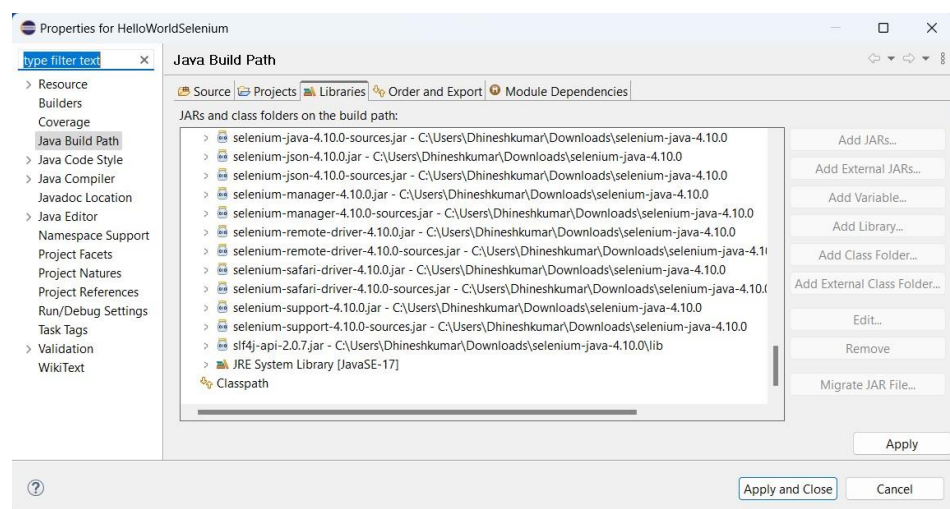 Properties for HelloWorldSelenium
type filter text
Java Build Path
Resource
Builders
Coverage
Java Build Path
Java Code Style
Java Compiler
Javadoc Location
Java Editor
Namespace Support
Project Facets
Project Natures
Project References
Run/Debug Settings
Task Tags
Validation
WikiText
Source Projects Libraries Order and Export Module Dependencies
JARs and class folders on the build path:
selenium-java-4.10.0-sources.jar - C:\Users\Dhineshkumar\Downloads\selenium-java-4.10.0
selenium-json-4.10.0.jar - C:\Users\Dhineshkumar\Downloads\selenium-java-4.10.0
selenium-json-4.10.0-sources.jar - C:\Users\Dhineshkumar\Downloads\selenium-java-4.10.0
selenium-manager-4.10.0.jar - C:\Users\Dhineshkumar\Downloads\selenium-java-4.10.0
selenium-manager-4.10.0-sources.jar - C:\Users\Dhineshkumar\Downloads\selenium-java-4.10.0
selenium-remote-driver-4.10.0.jar - C:\Users\Dhineshkumar\Downloads\selenium-java-4.10.0
selenium-remote-driver-4.10.0-sources.jar - C:\Users\Dhineshkumar\Downloads\selenium-java-4.1
selenium-safari-driver-4.10.0.jar - C:\Users\Dhineshkumar\Downloads\selenium-java-4.10.0
selenium-safari-driver-4.10.0-sources.jar - C:\Users\Dhineshkumar\Downloads\selenium-java-4.10.
selenium-support-4.10.0.jar - C:\Users\Dhineshkumar\Downloads\selenium-java-4.10.0
selenium-support-4.10.0-sources.jar - C:\Users\Dhineshkumar\Downloads\selenium-java-4.10.0
slf4j-api-2.0.7.jar - C:\Users\Dhineshkumar\Downloads\selenium-java-4.10.0\lib
JRE System Library [JavaSE-17]
Classpath
Add JARs...
Add External JARs...
Add Variable...
Add Library...
Add Class Folder...
Add External Class Folder...
Edit...
Remove
Migrate JAR File...
Apply
Apply and Close Cancel